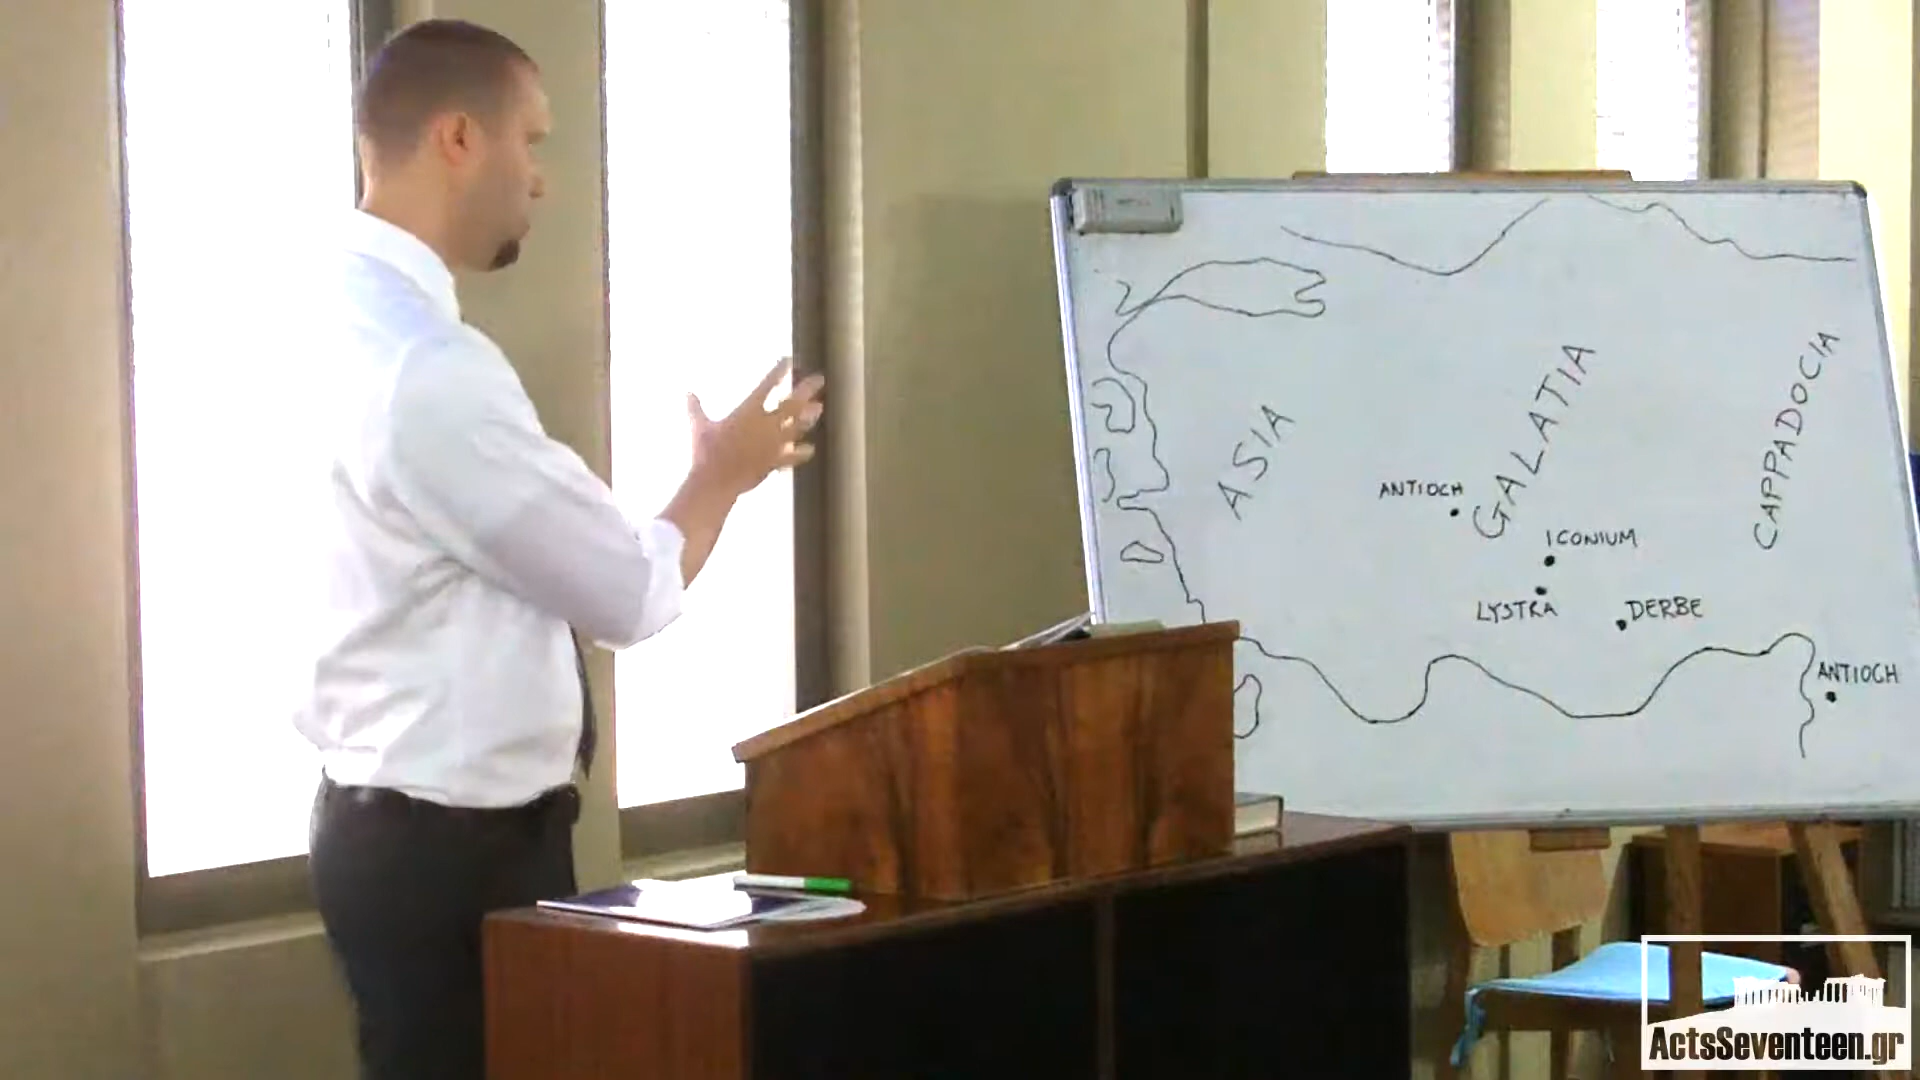 ASIA
GALATIA
CAPPADOCIA
ANTIOCH
ICONIUM
LYSTRA
DERBE
ANTIOCH
ActsSeventeen.gr